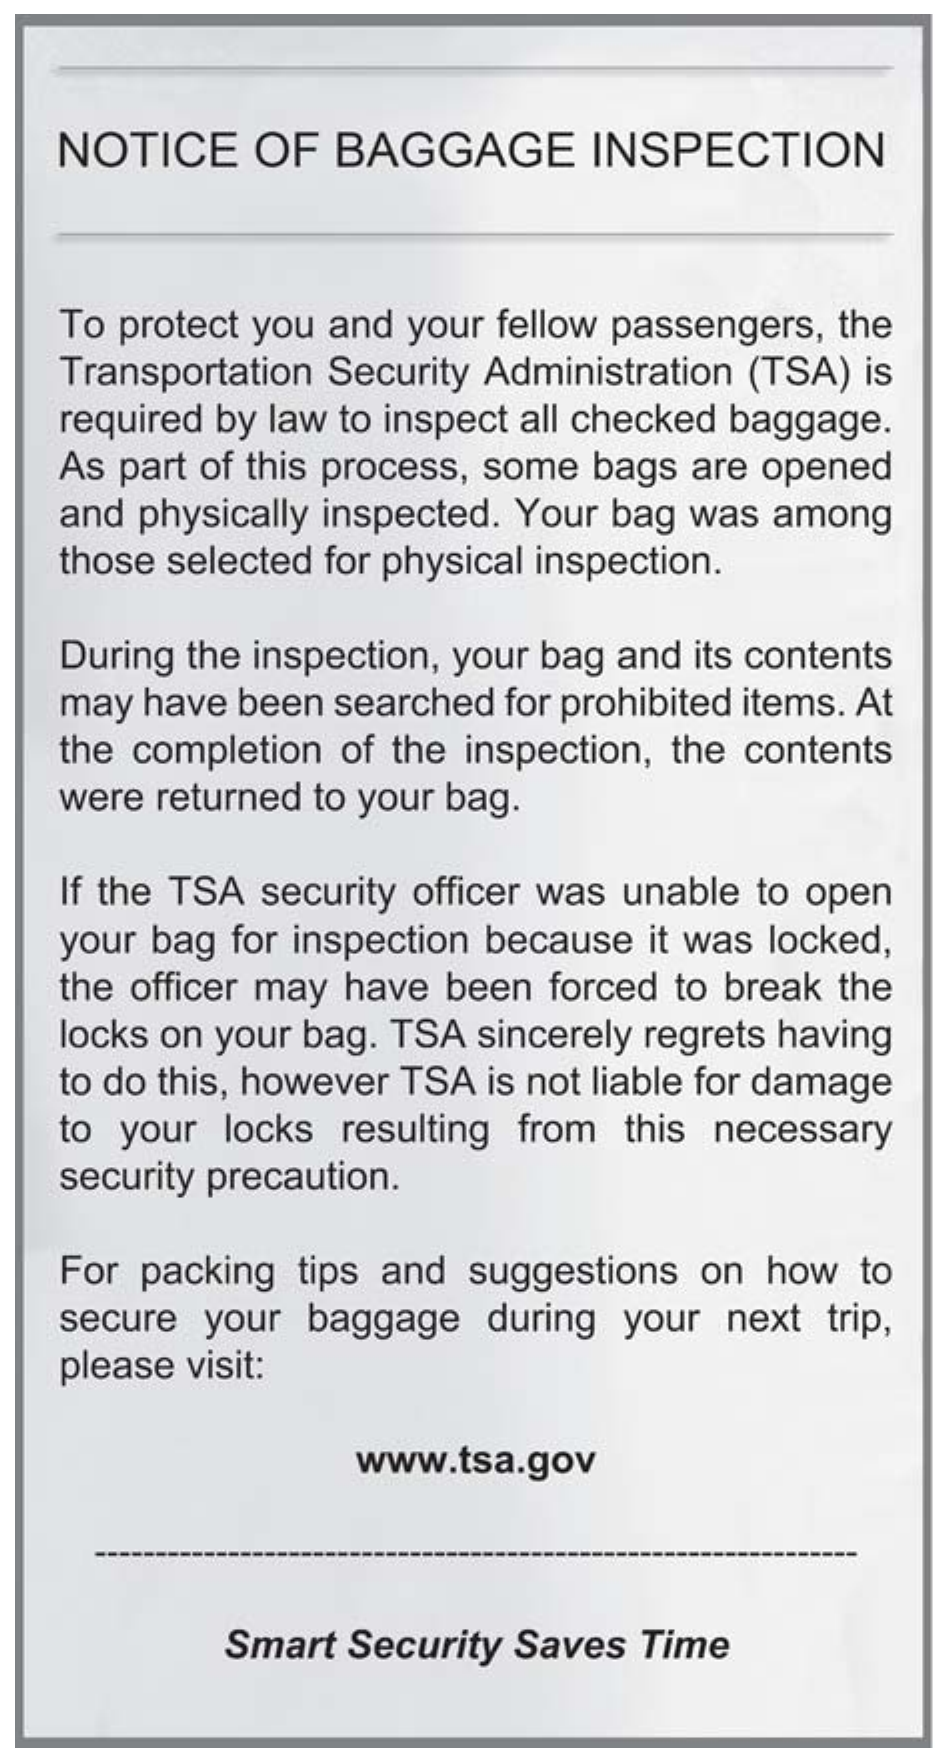 NOTICE OF BAGGAGE INSPECTION
To protect you and your fellow passengers, the
Transportation Security Administration (TSA) is
required by law to inspect all checked baggage.
As part of this process, some bags are opened
and physically inspected. Your bag was among
those selected for physical inspection.
During the inspection, your bag and its contents
may have been searched for prohibited items. At
the completion of the inspection, the contents
were returned to your bag.
If the TSA security officer was unable to open
your bag for inspection because it was locked,
the officer may have been forced to break the
locks on your bag. TSA sincerely regrets having
to do this, however TSA is not liable for damage
to your locks resulting from this necessary
security precaution.
For packing tips and suggestions on how to
secure your baggage during your next trip,
please visit:
www.tsa.gov
---------------------------------------------------------------
Smart Security Saves Time